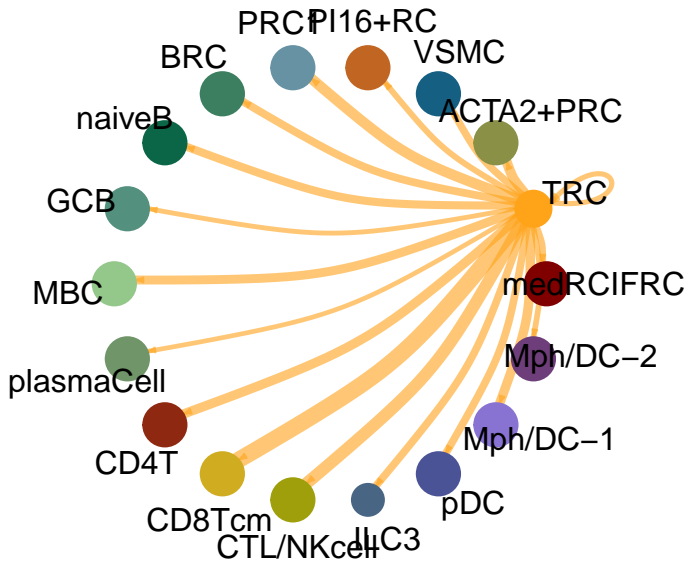 PRC1
PI16+RC
VSMC
BRC
ACTA2+PRC
naiveB
TRC
GCB
medRCIFRC
MBC
Mph/DC−2
plasmaCell
Mph/DC−1
CD4T
pDC
CD8Tcm
CTL/NKcell
ILC3